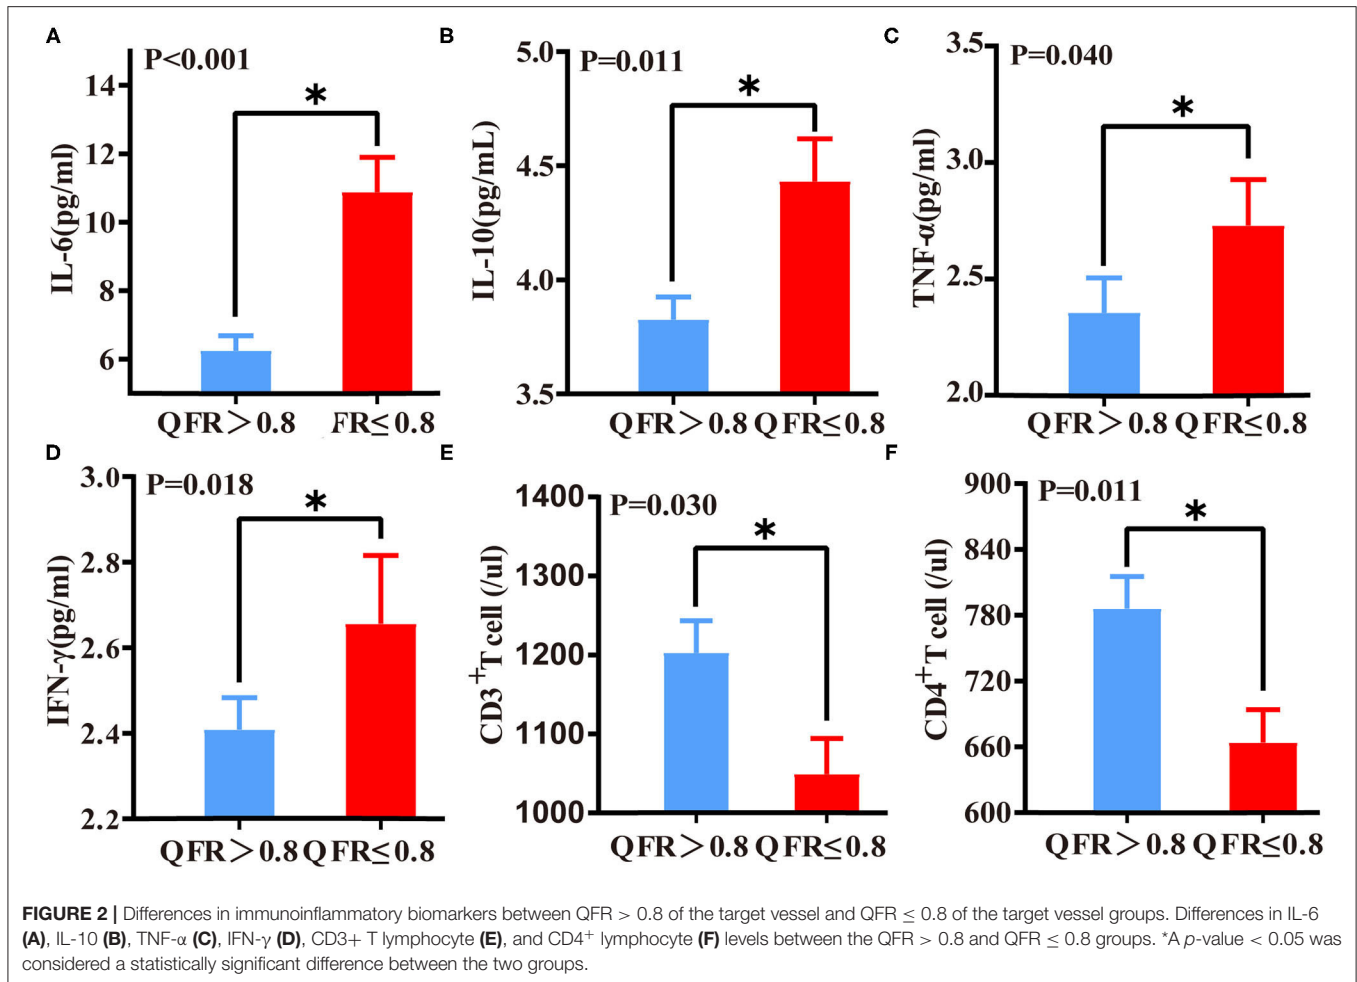 A
P<0.001
*
14
12
10
8
6
IL-6(pg/ml)
QFR＞0.8 FR≤0.8
B
P=0.011
*
5.0
4.5
4.0
3.5
IL-10(pg/mL)
QFR＞0.8 QFR≤0.8
C
P=0.040
*
3.5
3.0
2.5
2.0
TNF-α(pg/ml)
QFR＞0.8 QFR≤0.8
D
P=0.018
*
3.0
2.8
2.6
2.4
2.2
IFN-γ(pg/ml)
QFR＞0.8 QFR≤0.8
E
P=0.030
*
1400
1300
1200
1100
1000
CD3+T cell (/ul)
QFR＞0.8 QFR≤0.8
F
P=0.011
*
900
840
780
720
660
600
CD4+T cell (/ul)
QFR＞0.8 QFR≤0.8
FIGURE 2 | Differences in immunoinflammatory biomarkers between QFR > 0.8 of the target vessel and QFR ≤ 0.8 of the target vessel groups. Differences in IL-6
(A), IL-10 (B), TNF-α (C), IFN-γ (D), CD3+ T lymphocyte (E), and CD4+ lymphocyte (F) levels between the QFR > 0.8 and QFR ≤ 0.8 groups. *A p-value < 0.05 was
considered a statistically significant difference between the two groups.